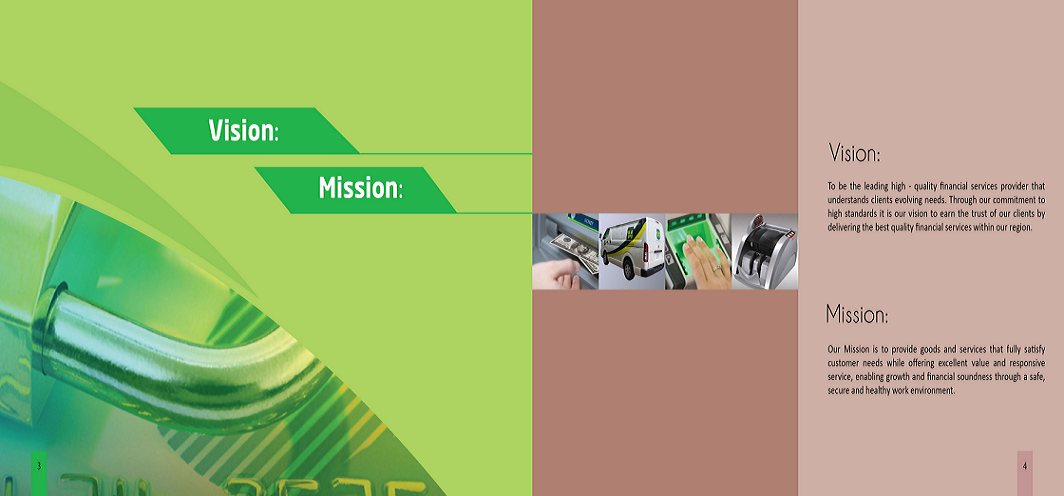 Vision:
Mission:
3
Vision:
To be the leading high - quality financial services provider that
understands clients evolving needs. Through our commitment to
high standards it is our vision to earn the trust of our clients by
delivering the best quality financial services within our region.
Mission:
Our Mission is to provide goods and services that fully satisfy
customer needs while offering excellent value and responsive
service, enabling growth and financial soundness through a safe,
secure and healthy work environment.
4